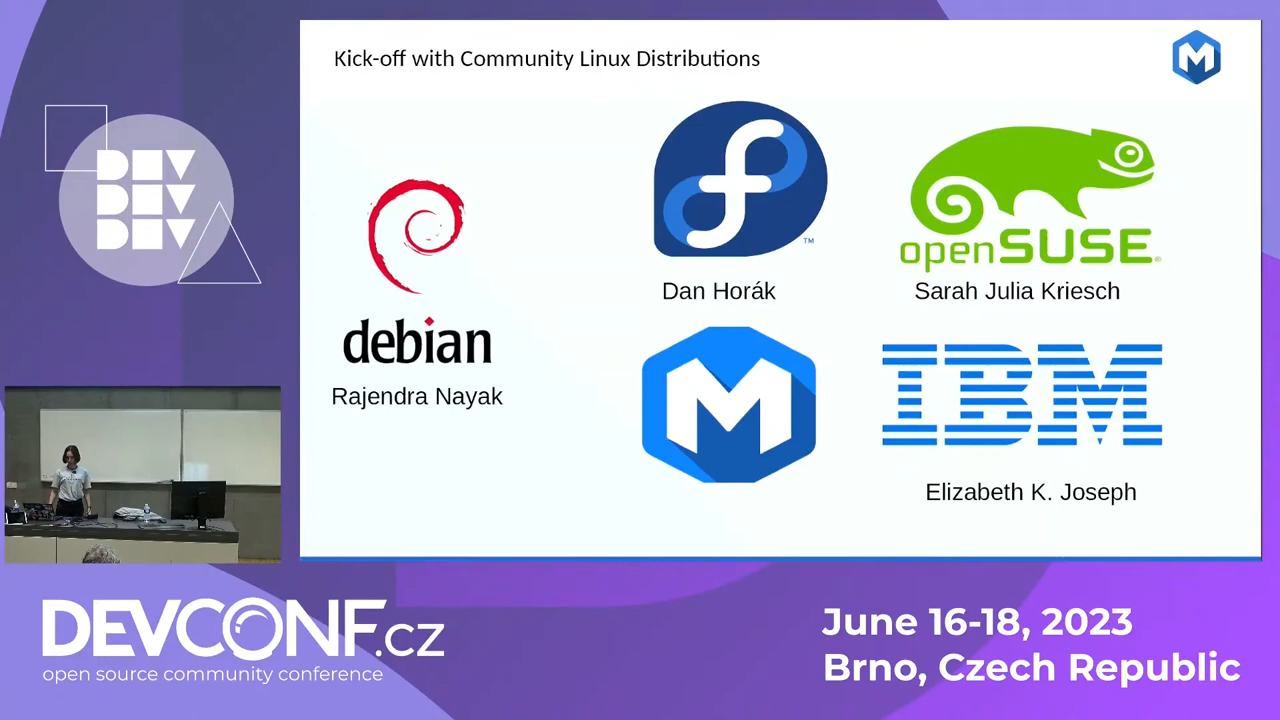 Kick-off with Community Linux Distributions
M
DEV
DEV
DEV
debian
Rajendra Nayak
f
TM
Dan Horák
openSUSE®
Sarah Julia Kriesch
M
IBM
Elizabeth K. Joseph
DEVCONF.cz
open source community conference
June 16-18, 2023
Brno, Czech Republic